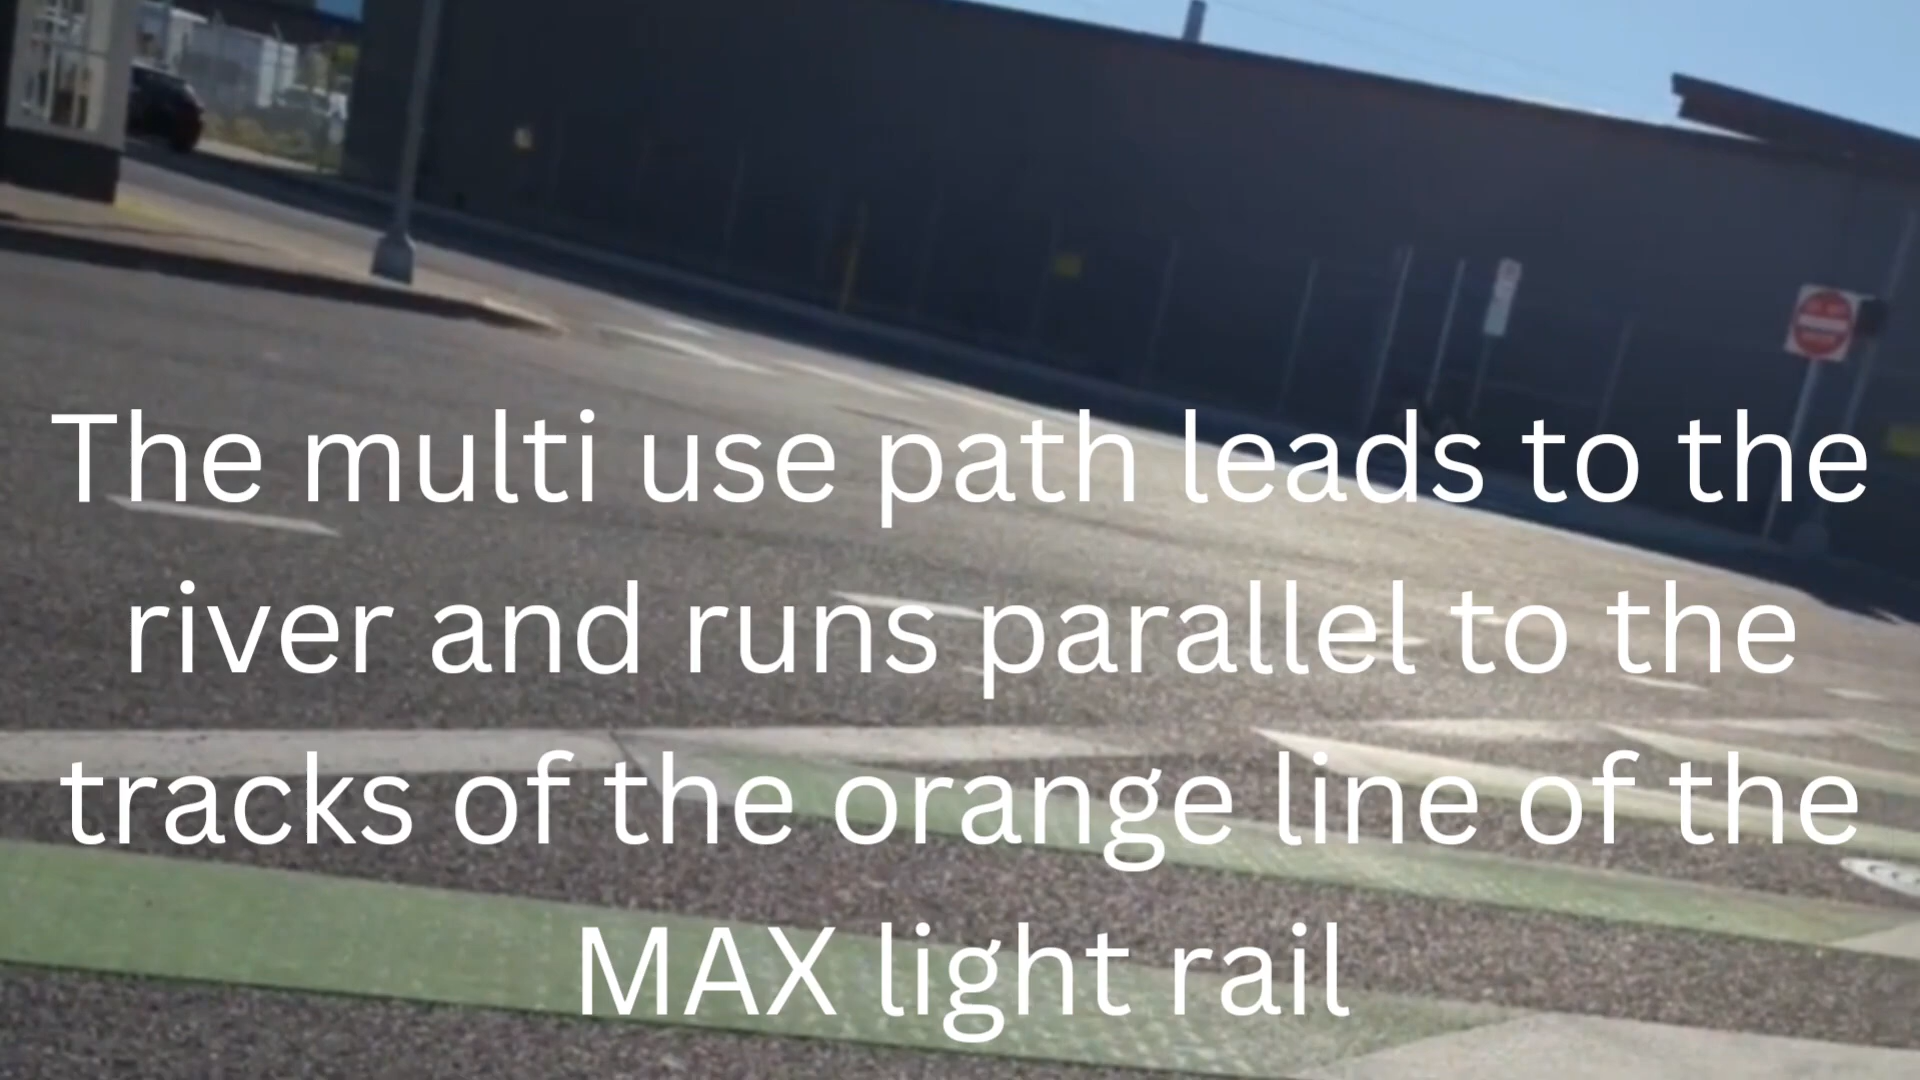 The multi use path leads to the
river and runs parallel to the
tracks of the orange line of the
MAX light rail